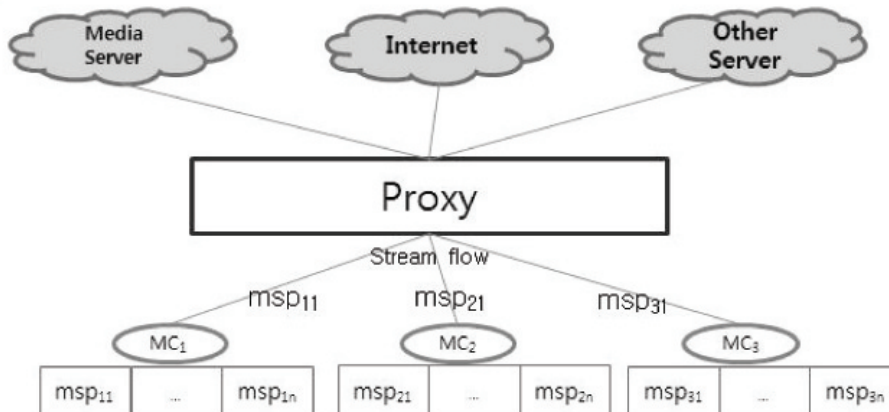 Media
Server
Internet
Other
Server
Proxy
Stream flow
msp₁₁
msp₂₁
msp₃₁
MC₁
MC₂
MC₃
msp₁₁ ... msp₁ₙ
msp₂₁ ... msp₂ₙ
msp₃₁ ... msp₃ₙ